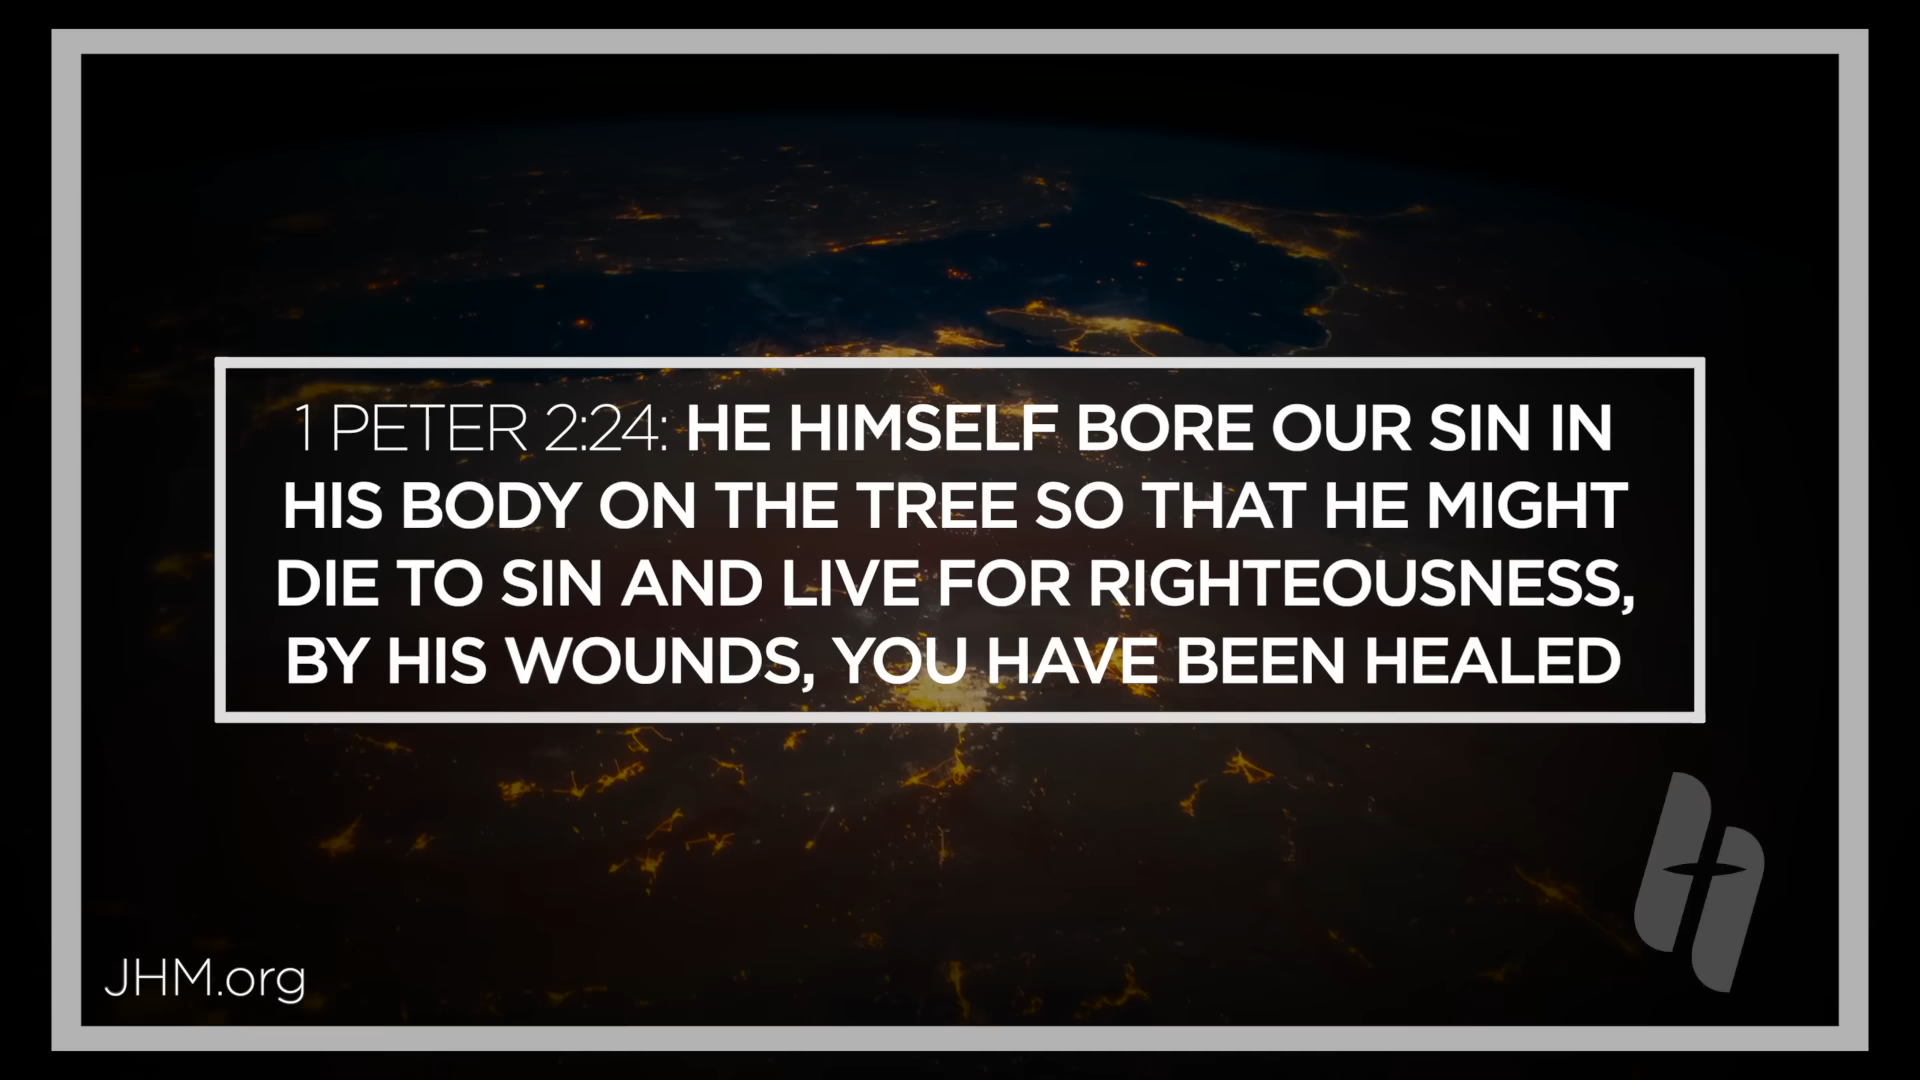 1 PETER 2:24: HE HIMSELF BORE OUR SIN IN
HIS BODY ON THE TREE SO THAT HE MIGHT
DIE TO SIN AND LIVE FOR RIGHTEOUSNESS,
BY HIS WOUNDS, YOU HAVE BEEN HEALED
JHM.org